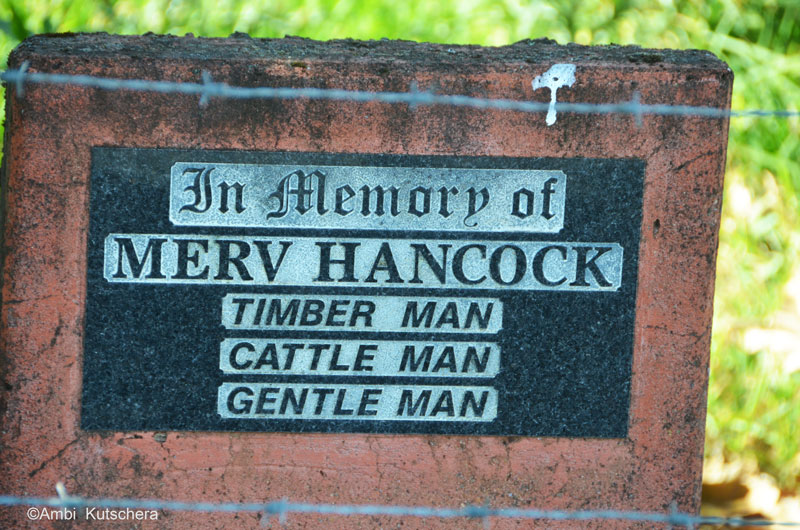 In Memory of
MERV HANCOCK
TIMBER MAN
CATTLE MAN
GENTLE MAN
©Ambi Kutschera